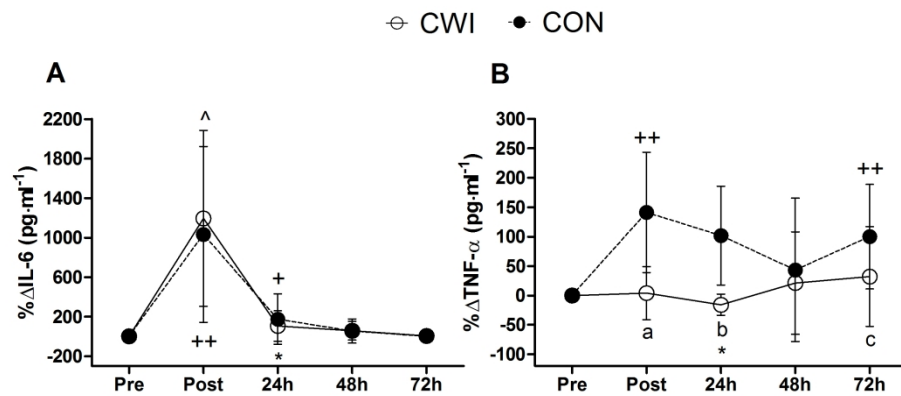 CWI CON
A
%ΔIL-6 (pg·ml⁻¹)
2200
1800
1400
1000
600
200
-200
^
++
+
*
Pre Post 24h 48h 72h
B
%ΔTNF-α (pg·ml⁻¹)
300
250
200
150
100
50
0
-50
-100
++
++
a
b
*
c
Pre Post 24h 48h 72h